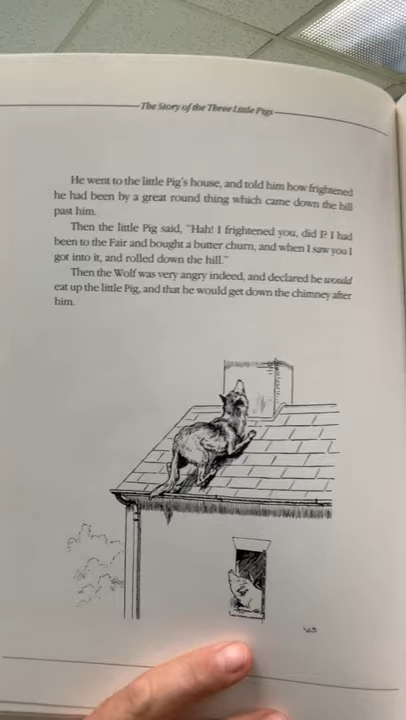 The Story of the Three Little Pigs
He went to the little Pig's house, and told him how frightened
he had been by a great round thing which came down the hill
past him.
Then the little Pig said, "Hah! I frightened you, did I? I had
been to the Fair and bought a butter churn, and when I saw you I
got into it, and rolled down the hill."
Then the Wolf was very angry indeed, and declared he would
eat up the little Pig, and that he would get down the chimney after
him.